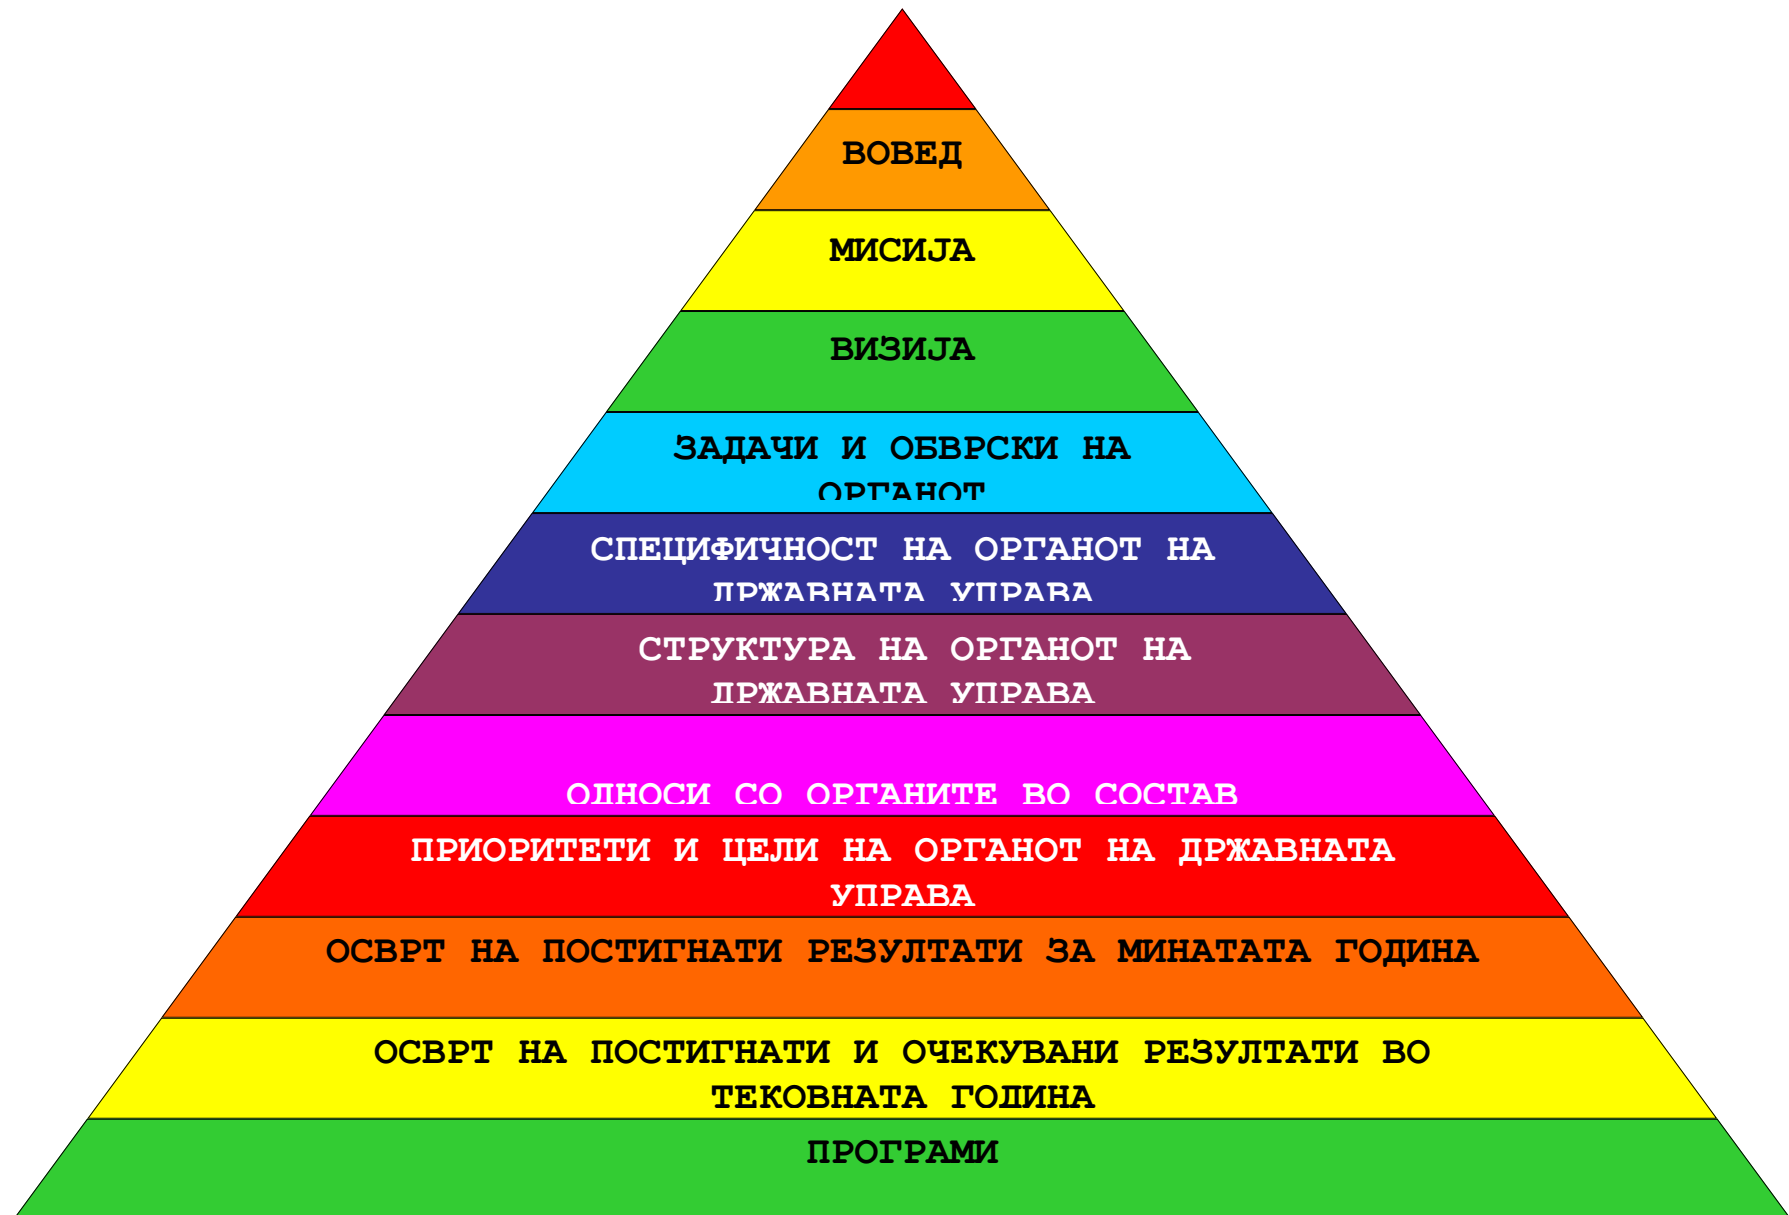 ВОВЕД
МИСИЈА
ВИЗИЈА
ЗАДАЧИ И ОБВРСКИ НА
ОРГАНОТ
СПЕЦИФИЧНОСТ НА ОРГАНОТ НА
ДРЖАВНАТА УПРАВА
СТРУКТУРА НА ОРГАНОТ НА
ДРЖАВНАТА УПРАВА
ОДНОСИ СО ОРГАНИТЕ ВО СОСТАВ
ПРИОРИТЕТИ И ЦЕЛИ НА ОРГАНОТ НА ДРЖАВНАТА
УПРАВА
ОСВРТ НА ПОСТИГНАТИ РЕЗУЛТАТИ ЗА МИНАТАТА ГОДИНА
ОСВРТ НА ПОСТИГНАТИ И ОЧЕКУВАНИ РЕЗУЛТАТИ ВО
ТЕКОВНАТА ГОДИНА
ПРОГРАМИ